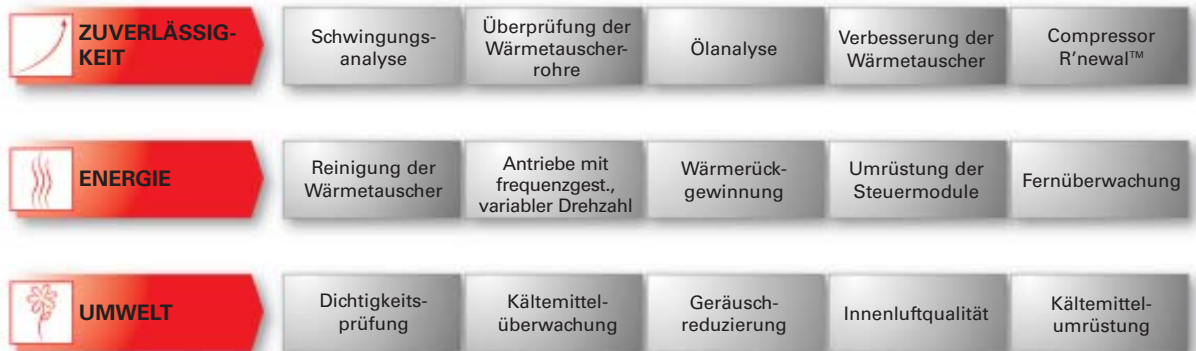 ZUVERLÄSSIG-
KEIT
Schwingungs-
analyse
Überprüfung der
Wärmetauscher-
rohre
Ölanalyse
Verbesserung der
Wärmetauscher
Compressor
R’newal™
ENERGIE
Reinigung der
Wärmetauscher
Antriebe mit
frequenzgest.,
variabler Drehzahl
Wärmerück-
gewinnung
Umrüstung der
Steuermodule
Fernüberwachung
UMWELT
Dichtigkeits-
prüfung
Kältemittel-
überwachung
Geräusch-
reduzierung
Innenluftqualität
Kältemittel-
umrüstung